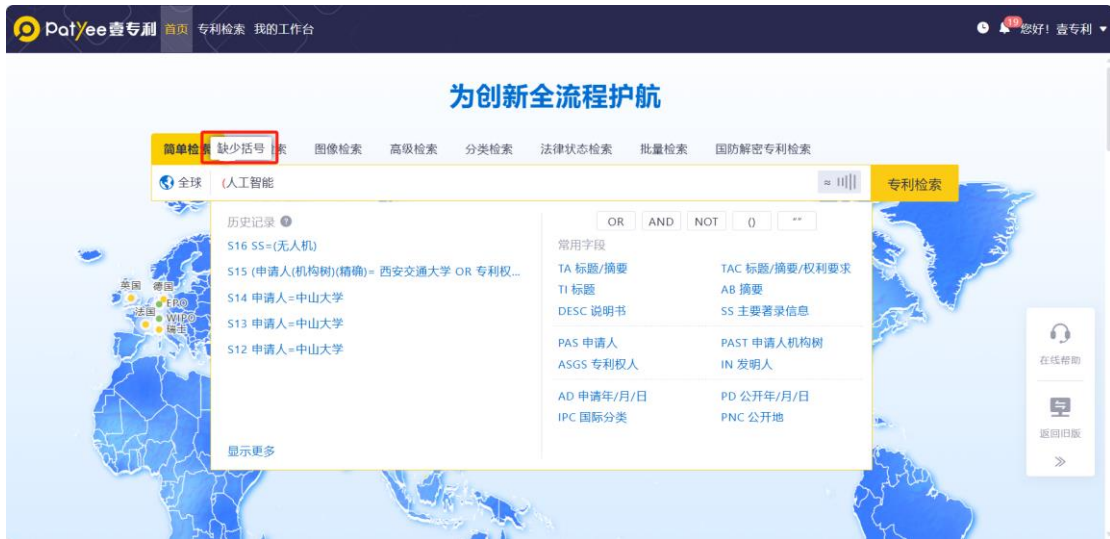 Patyee壹专利 首页 专利检索 我的工作台 19 您好！壹专利
为创新全流程护航
简单检索 缺少括号 索 图像检索 高级检索 分类检索 法律状态检索 批量检索 国防解密专利检索
全球 (人工智能 专利检索
历史记录
S16 SS=(无人机)
S15 (申请人(机构树)(精确)= 西安交通大学 OR 专利权...
S14 申请人=中山大学
S13 申请人=中山大学
S12 申请人=中山大学
显示更多
OR AND NOT () ""
常用字段
TA 标题/摘要 TAC 标题/摘要/权利要求
TI 标题 AB 摘要
DESC 说明书 SS 主要著录信息
PAS 申请人 PAST 申请人机构树
ASGS 专利权人 IN 发明人
AD 申请年/月/日 PD 公开年/月/日
IPC 国际分类 PNC 公开地
英国 德国
EPO
法国 WIPO
瑞士
在线帮助
返回旧版